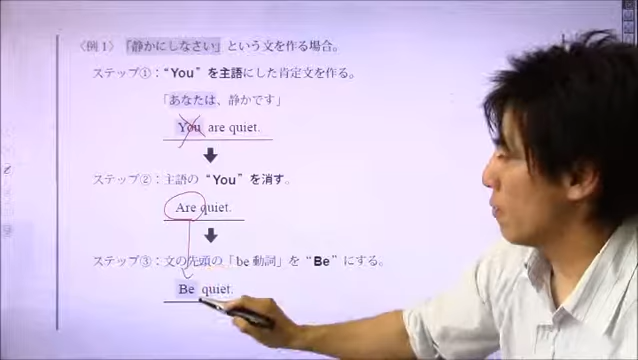 〈例1〉「静かにしなさい」という文を作る場合。
ステップ①：“You”を主語にした肯定文を作る。
「あなたは、静かです」
You are quiet.
ステップ②：主語の“You”を消す。
Are quiet.
ステップ③：文の先頭の「be動詞」を“Be”にする。
Be quiet.